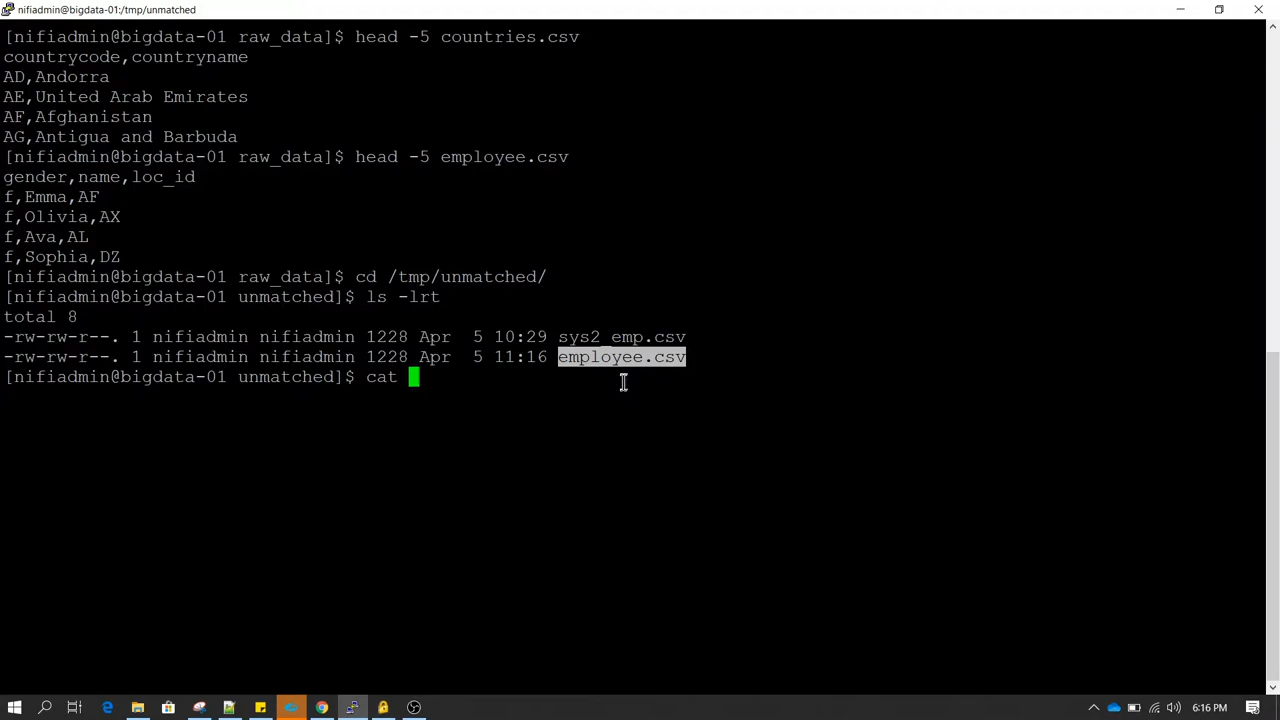 nifiadmin@bigdata-01:/tmp/unmatched
[nifiadmin@bigdata-01 raw_data]$ head -5 countries.csv
countrycode,countryname
AD,Andorra
AE,United Arab Emirates
AF,Afghanistan
AG,Antigua and Barbuda
[nifiadmin@bigdata-01 raw_data]$ head -5 employee.csv
gender,name,loc_id
f,Emma,AF
f,Olivia,AX
f,Ava,AL
f,Sophia,DZ
[nifiadmin@bigdata-01 raw_data]$ cd /tmp/unmatched/
[nifiadmin@bigdata-01 unmatched]$ ls -lrt
total 8
-rw-rw-r--. 1 nifiadmin nifiadmin 1228 Apr  5 10:29 sys2_emp.csv
-rw-rw-r--. 1 nifiadmin nifiadmin 1228 Apr  5 11:16 employee.csv
[nifiadmin@bigdata-01 unmatched]$ cat
6:16 PM